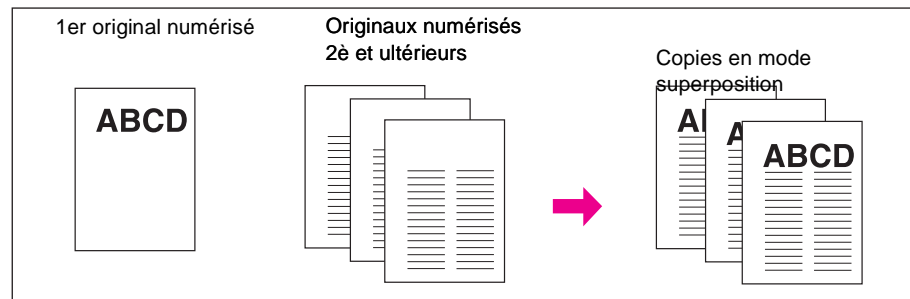 1er original numérisé
Originaux numérisés
2è et ultérieurs
Copies en mode
superposition
ABCD
A
A
ABCD